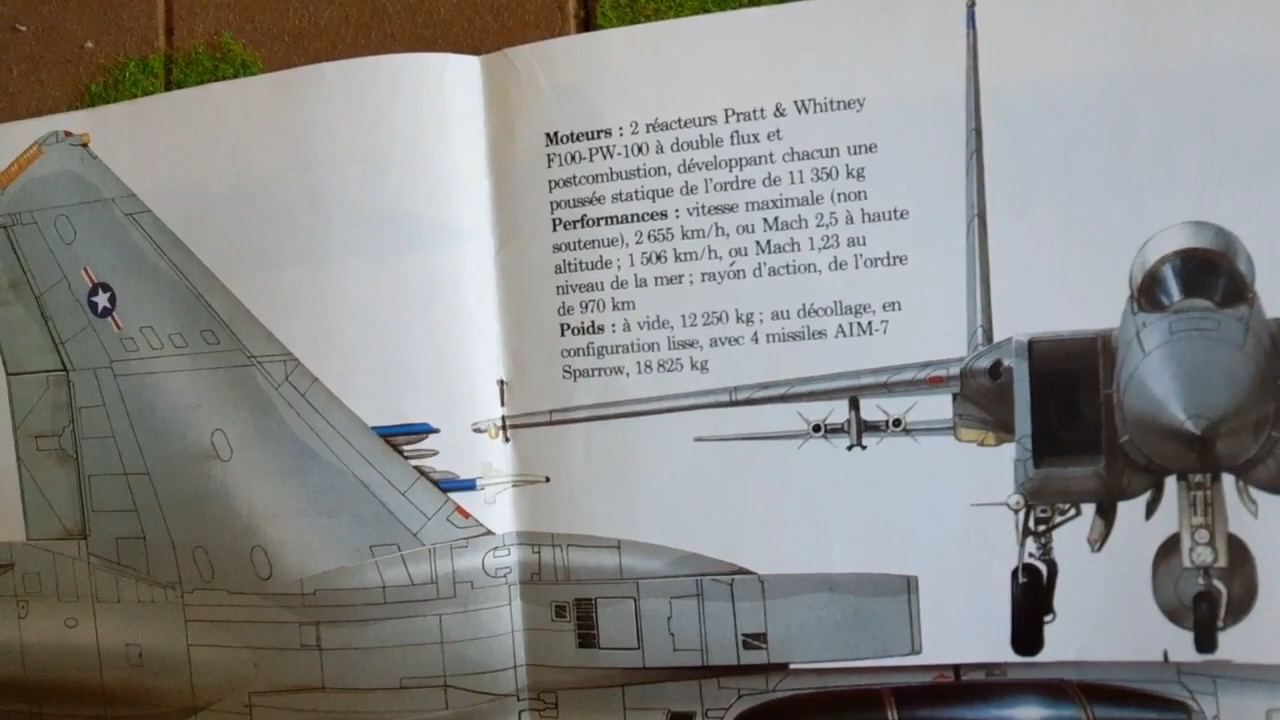 Moteurs : 2 réacteurs Pratt & Whitney
F100-PW-100 à double flux et
postcombustion, développant chacun une
poussée statique de l'ordre de 11 350 kg
Performances : vitesse maximale (non
soutenue), 2 655 km/h, ou Mach 2,5 à haute
altitude ; 1 506 km/h, ou Mach 1,23 au
niveau de la mer ; rayon d'action, de l'ordre
de 970 km
Poids : à vide, 12 250 kg ; au décollage, en
configuration lisse, avec 4 missiles AIM-7
Sparrow, 18 825 kg